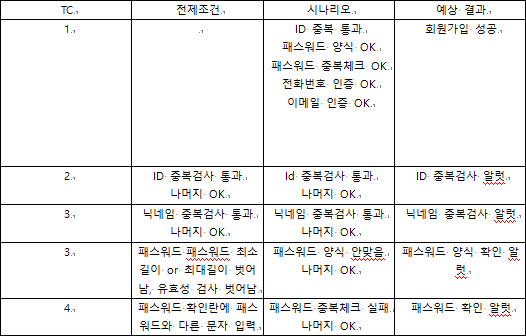 TC. 전제조건. 시나리오. 예상 결과.
1. . ID 중복 통과. 회원가입 성공.
패스워드 양식 OK.
패스워드 중복체크 OK.
전화번호 인증 OK.
이메일 인증 OK.
2. ID 중복검사 통과. Id 중복검사 통과. ID 중복검사 알럿.
나머지 OK. 나머지 OK.
3. 닉네임 중복검사 통과. 닉네임 중복검사 통과. 닉네임 중복검사 알럿.
나머지 OK. 나머지 OK.
3. 패스워드 패스워드 최소 패스워드 양식 안맞음. 패스워드 양식 확인 알
길이 or 최대길이 벗어 나머지 OK. 럿.
남, 유효성 검사 벗어남.
4. 패스워드 확인란에 패스 패스워드 중복체크 실패. 패스워드 확인 알럿.
워드와 다른 문자 입력. 나머지 OK.